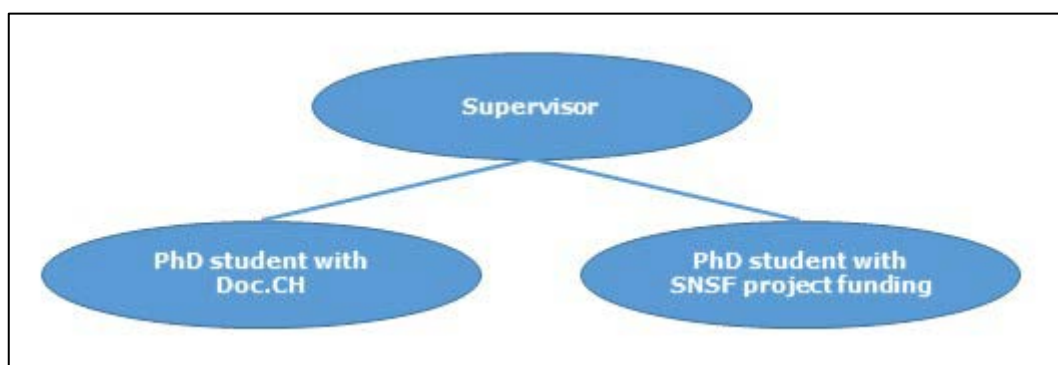 Supervisor
PhD student with
Doc.CH
PhD student with
SNSF project funding